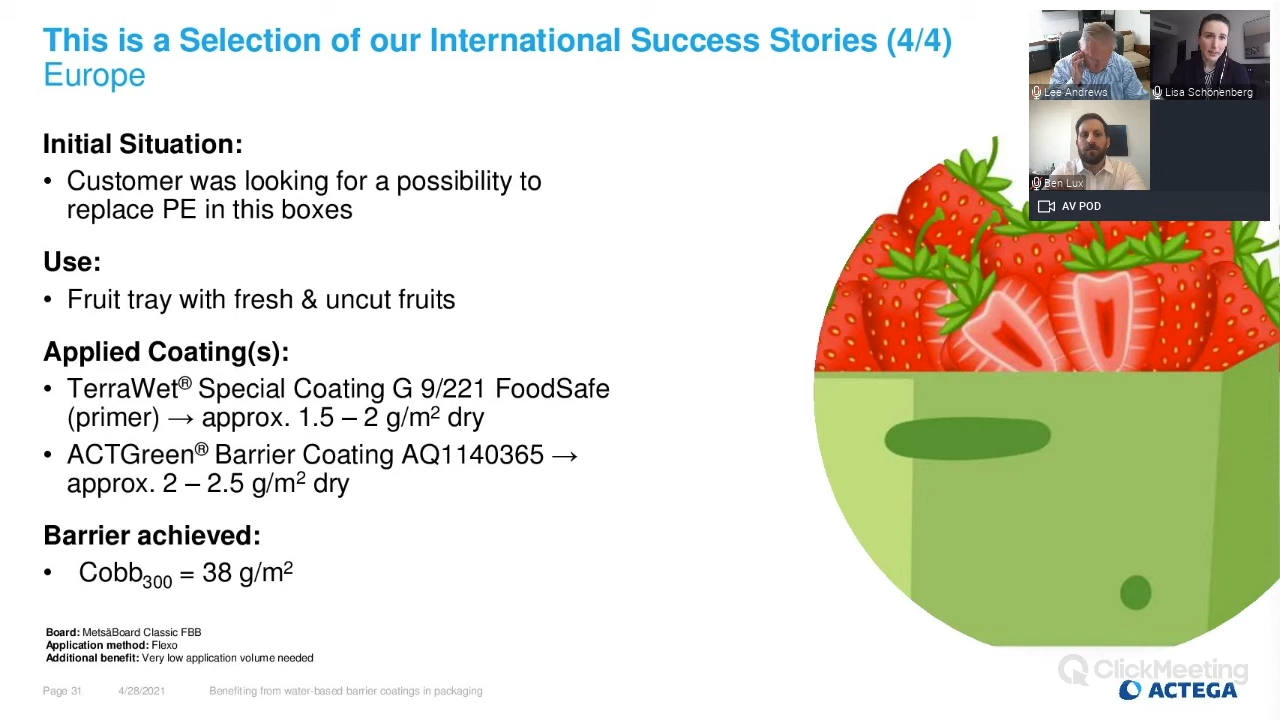 This is a Selection of our International Success Stories (4/4)
Europe
Lee Andrews
Lisa Schönenberg
Ben Lux
AV POD
Initial Situation:
• Customer was looking for a possibility to
replace PE in this boxes
Use:
• Fruit tray with fresh & uncut fruits
Applied Coating(s):
• TerraWet® Special Coating G 9/221 FoodSafe
(primer) → approx. 1.5 – 2 g/m² dry
• ACTGreen® Barrier Coating AQ1140365 →
approx. 2 – 2.5 g/m² dry
Barrier achieved:
• Cobb₃₀₀ = 38 g/m²
Board: MetsäBoard Classic FBB
Application method: Flexo
Additional benefit: Very low application volume needed
ClickMeeting
Page 31 4/28/2021 Benefiting from water-based barrier coatings in packaging
ACTEGA